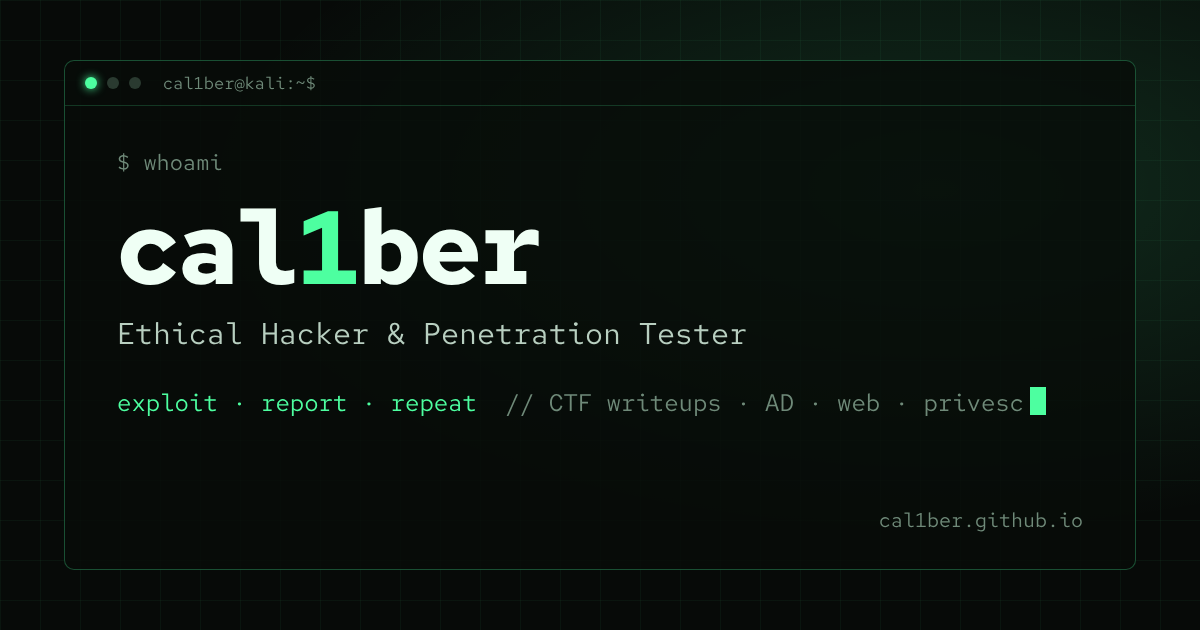 cal1ber@kali:~$
$ whoami
cal1ber
Ethical Hacker & Penetration Tester
exploit · report · repeat // CTF writeups · AD · web · privesc
cal1ber.github.io